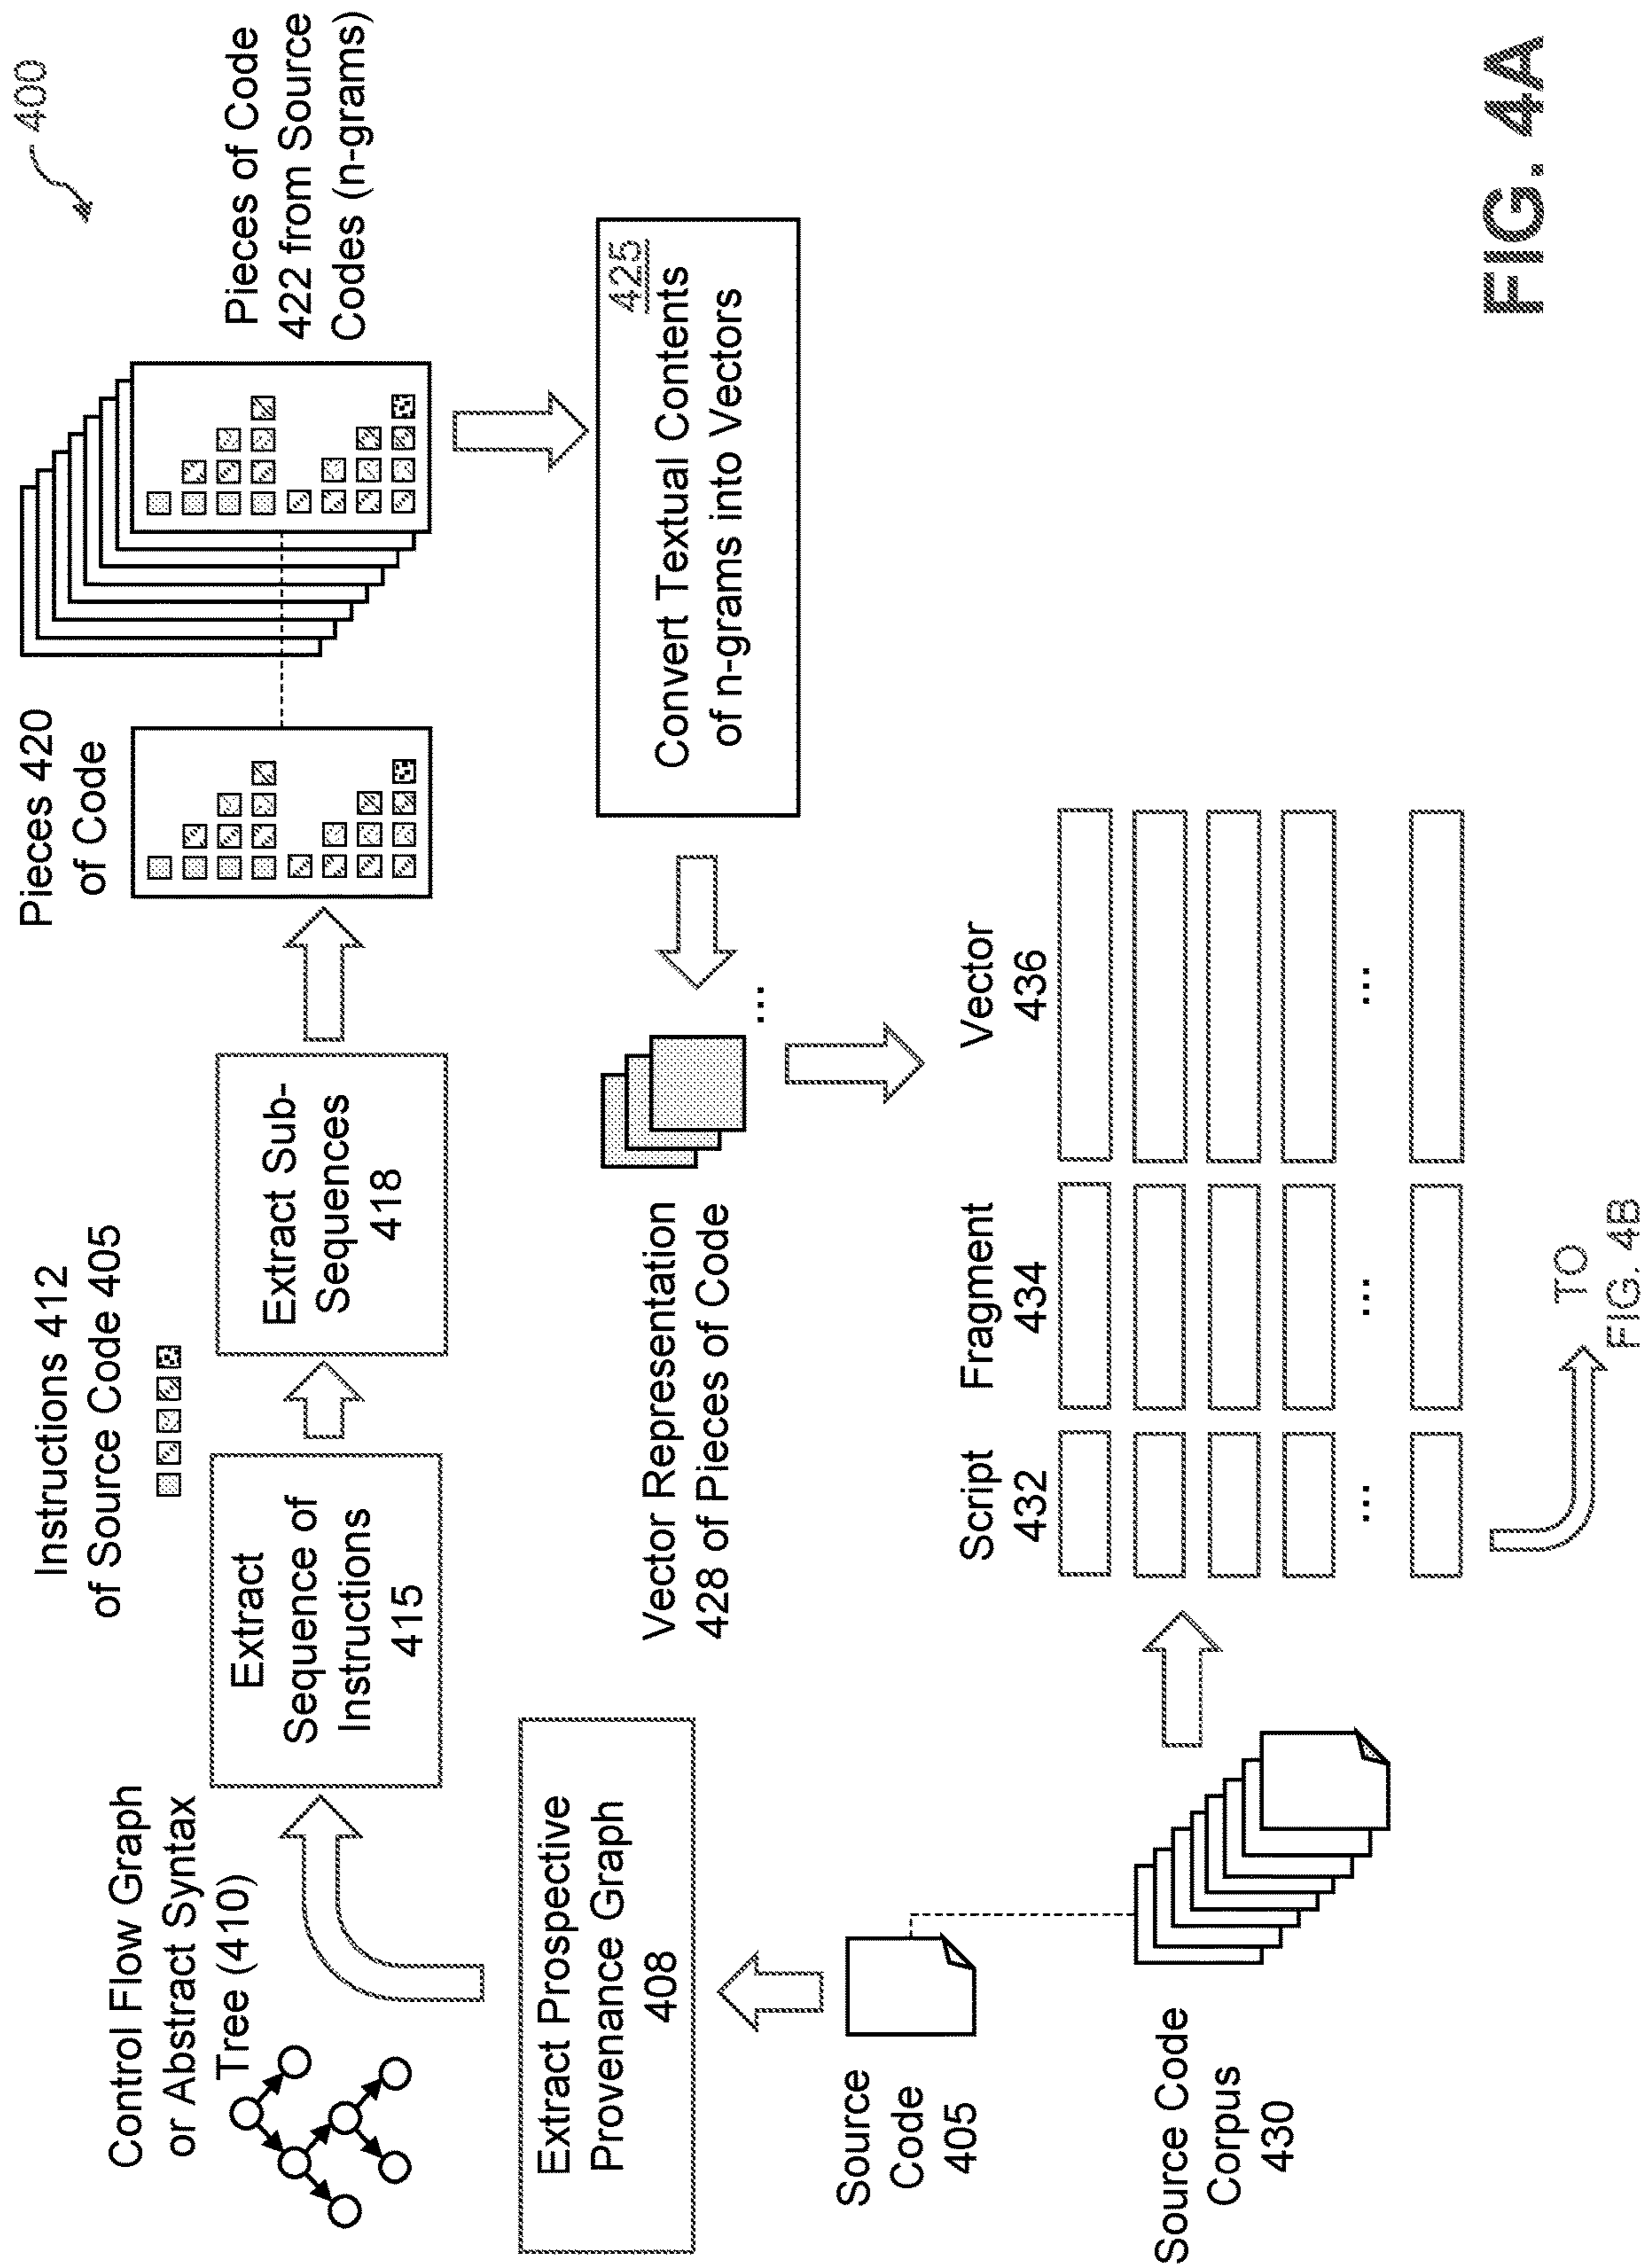 400
Control Flow Graph
or Abstract Syntax
Tree (410)
Instructions 412
of Source Code 405
Pieces 420
of Code
Pieces of Code
422 from Source
Codes (n-grams)
Extract
Sequence of
Instructions
415
Extract Sub-
Sequences
418
Extract Prospective
Provenance Graph
408
425
Convert Textual Contents
of n-grams into Vectors
Vector Representation
428 of Pieces of Code
...
Source
Code
405
Source Code
Corpus
430
Script
432
Fragment
434
Vector
436
...
...
...
TO
FIG. 4B
FIG. 4A